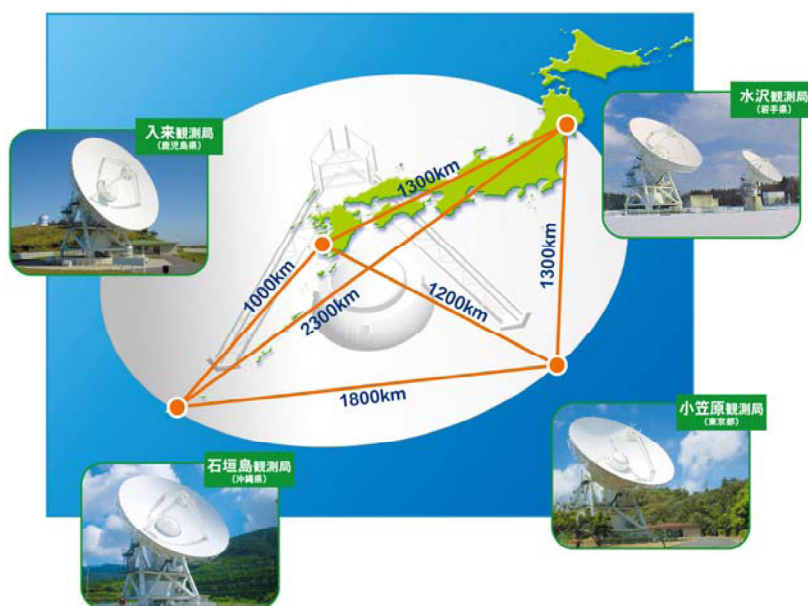 水沢観測局
(岩手県)
入来観測局
(鹿児島県)
1300km
1000km
2300km
1200km
1300km
1800km
小笠原観測局
(東京都)
石垣島観測局
(沖縄県)